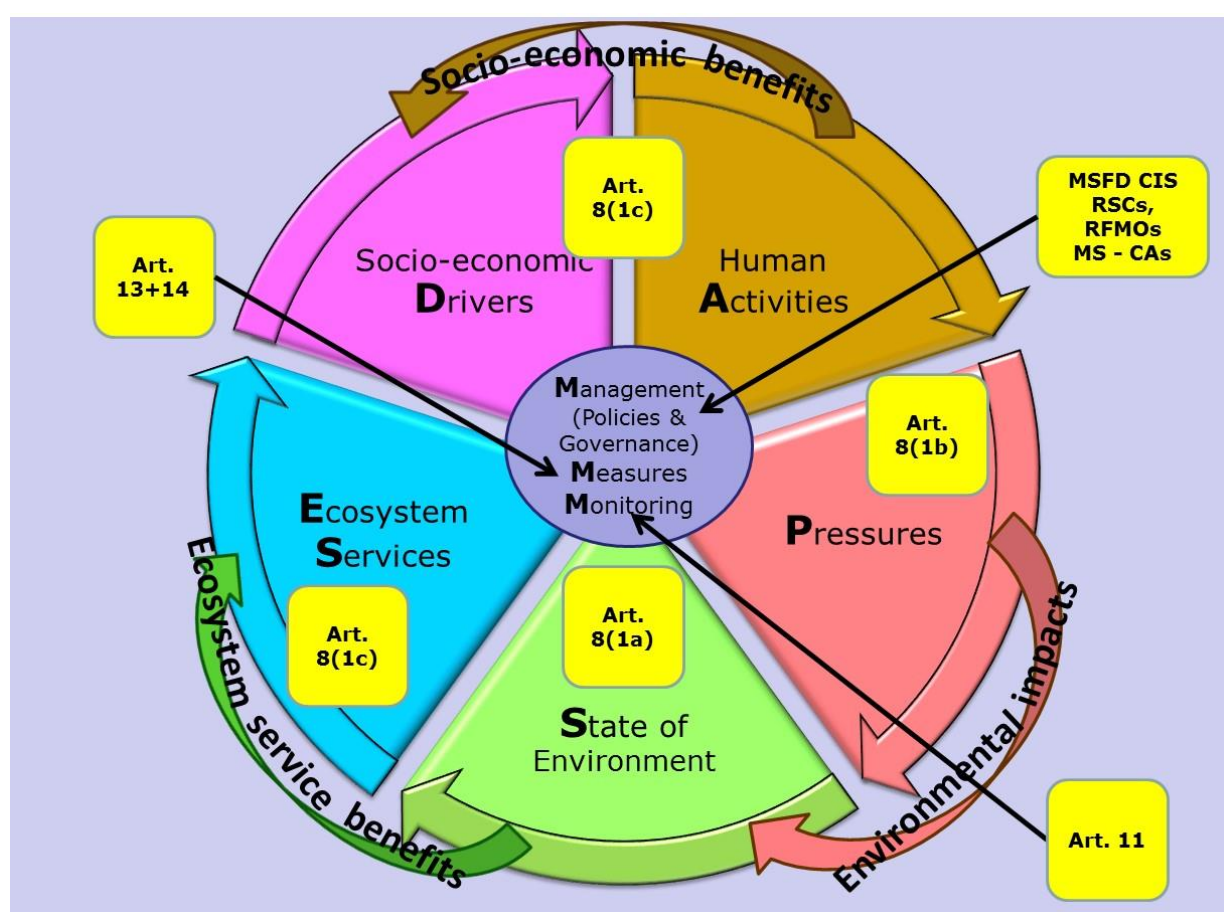 Socio-economic benefits
Art.
8(1c)
MSFD CIS
RSCs,
RFMOs
MS - CAs
Art.
13+14
Socio-economic
Drivers
Human
Activities
Management
(Policies &
Governance)
Measures
Monitoring
Art.
8(1b)
Pressures
Ecosystem
Services
Art.
8(1c)
Art.
8(1a)
State of
Environment
Ecosystem service benefits
Environmental impacts
Art. 11